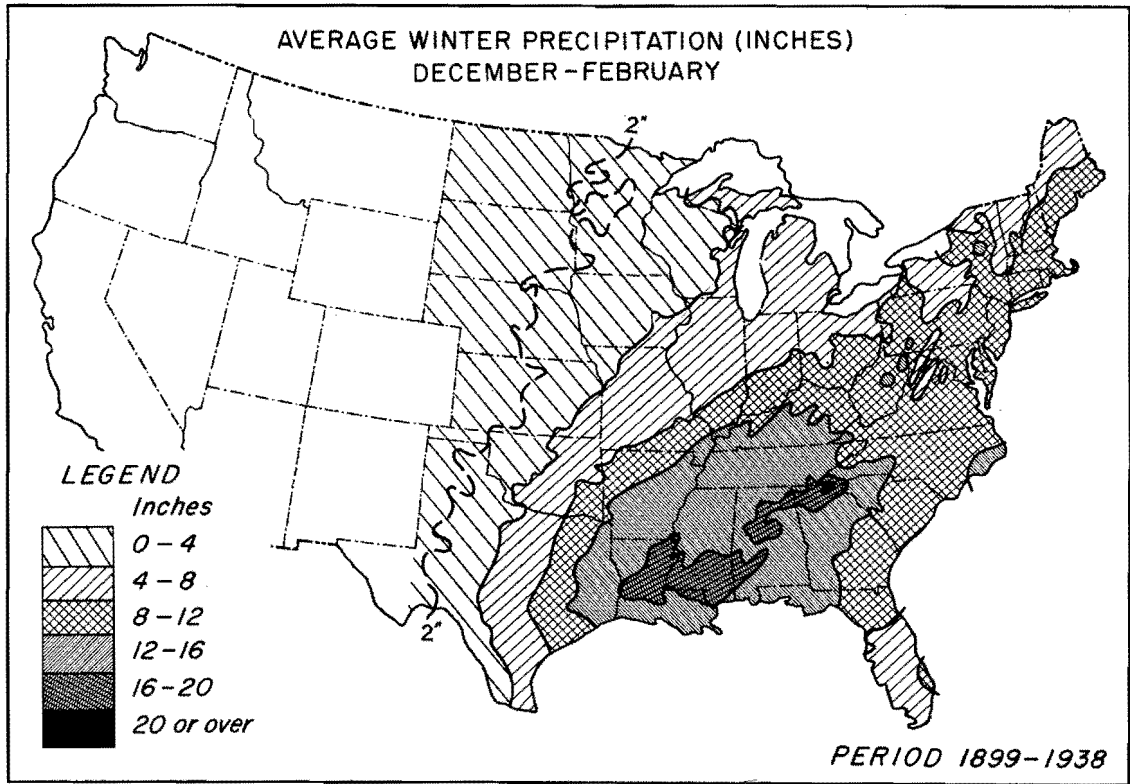 AVERAGE WINTER PRECIPITATION (INCHES)
DECEMBER-FEBRUARY
2"
LEGEND
Inches
0-4
4-8
8-12
12-16
16-20
20 or over
2"
PERIOD 1899-1938